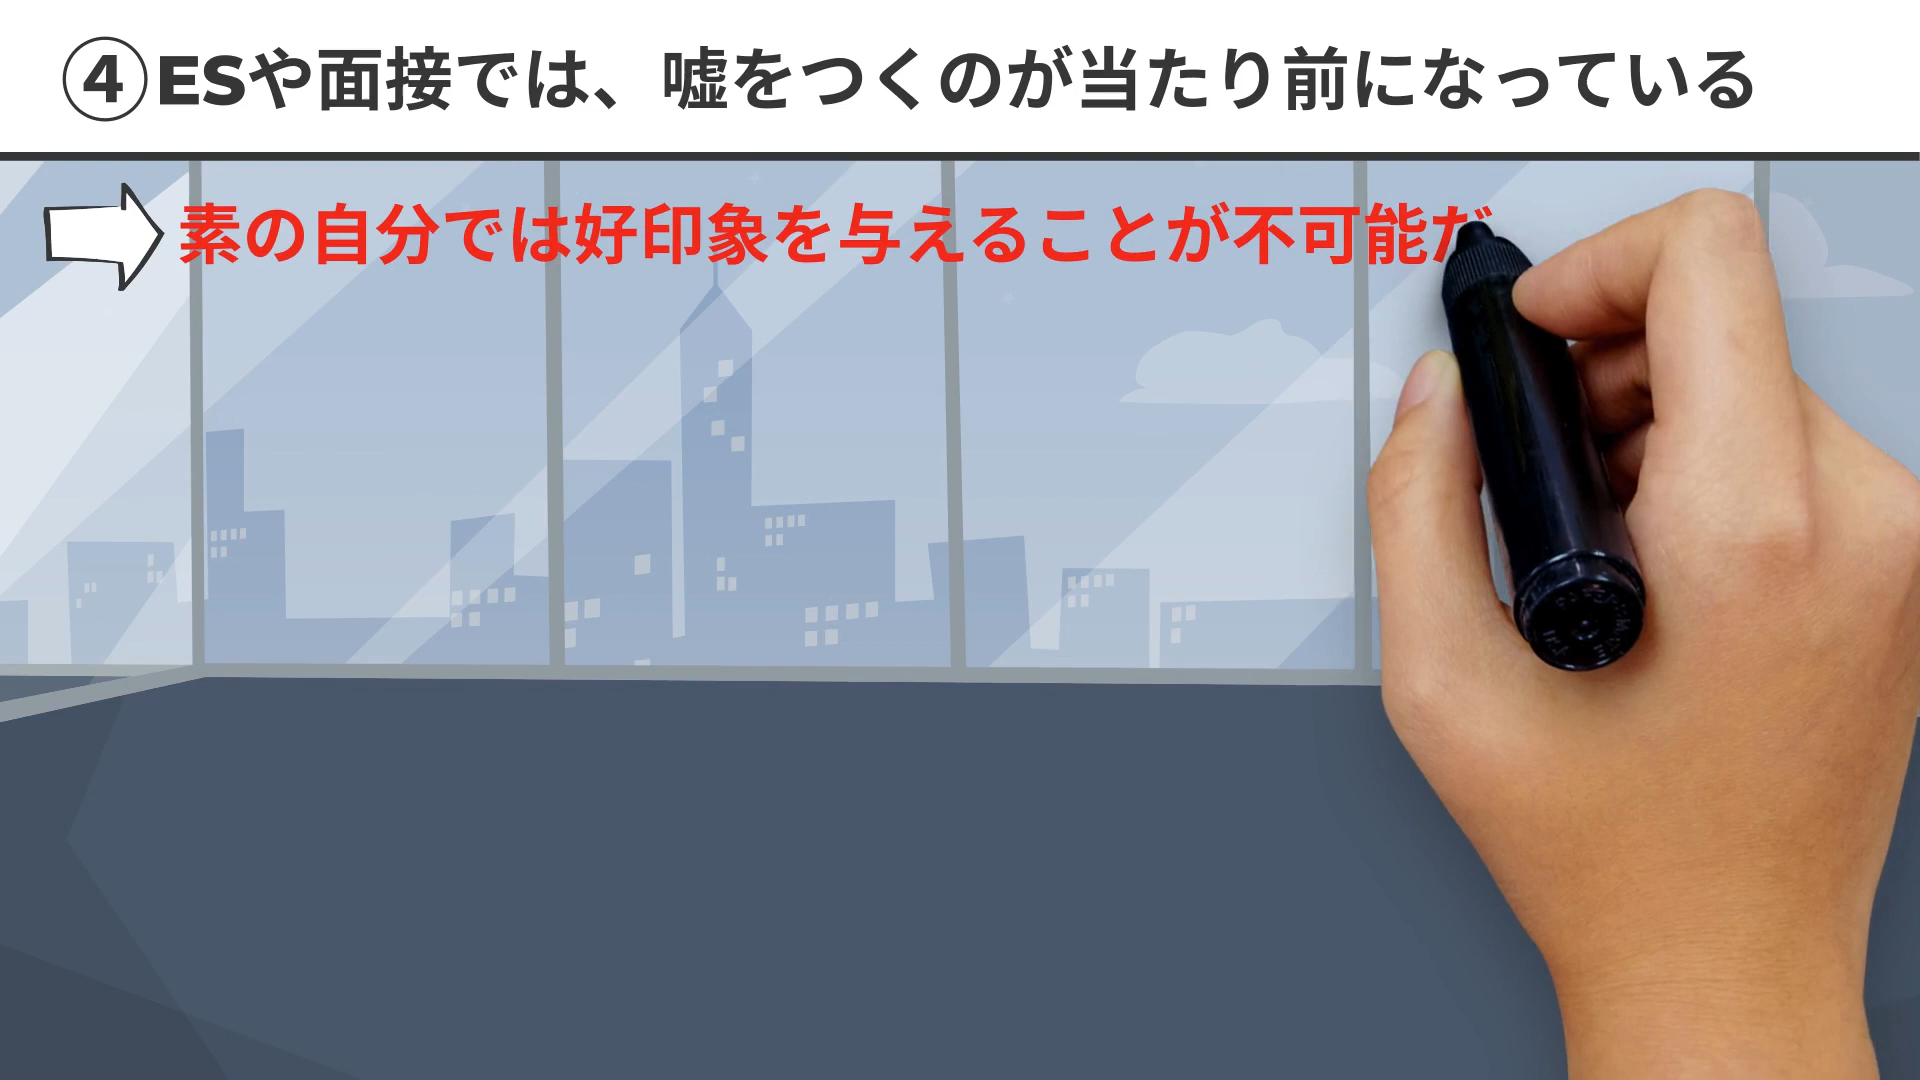 ④ESや面接では、嘘をつくのが当たり前になっている
素の自分では好印象を与えることが不可能だ